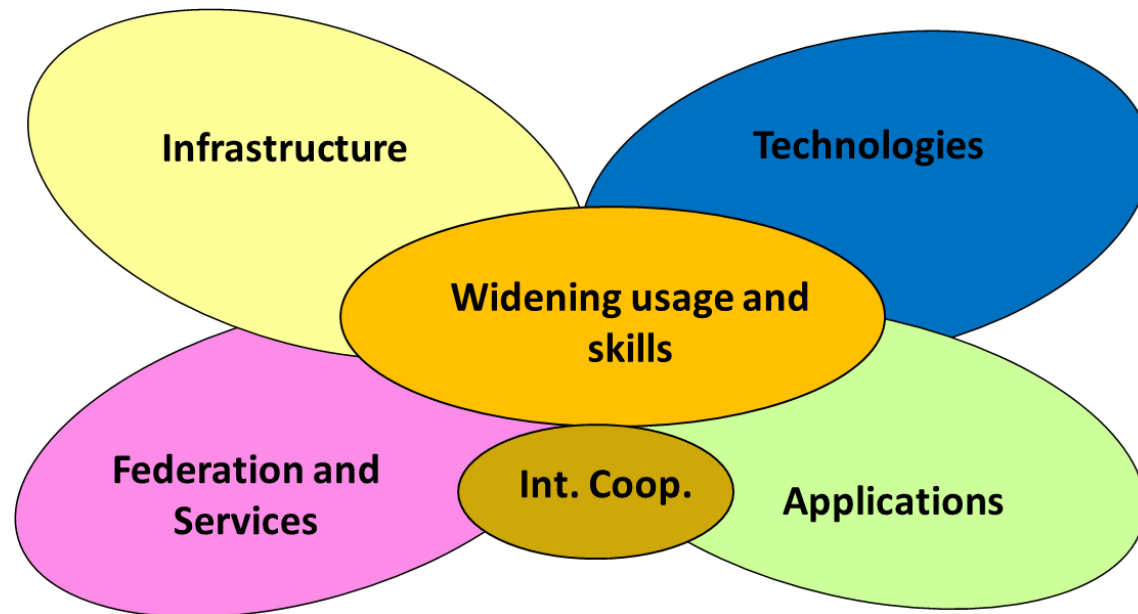 Infrastructure
Technologies
Widening usage and
skills
Federation and
Services
Int. Coop.
Applications